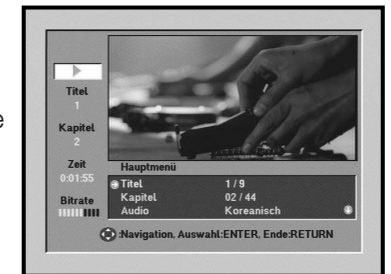 e
Titel
1
Kapitel
2
Zeit
0:01:55
Bitrate
Hauptmenü
Titel 1 / 9
Kapitel 02 / 44
Audio Koreanisch
:Navigation, Auswahl:ENTER, Ende:RETURN